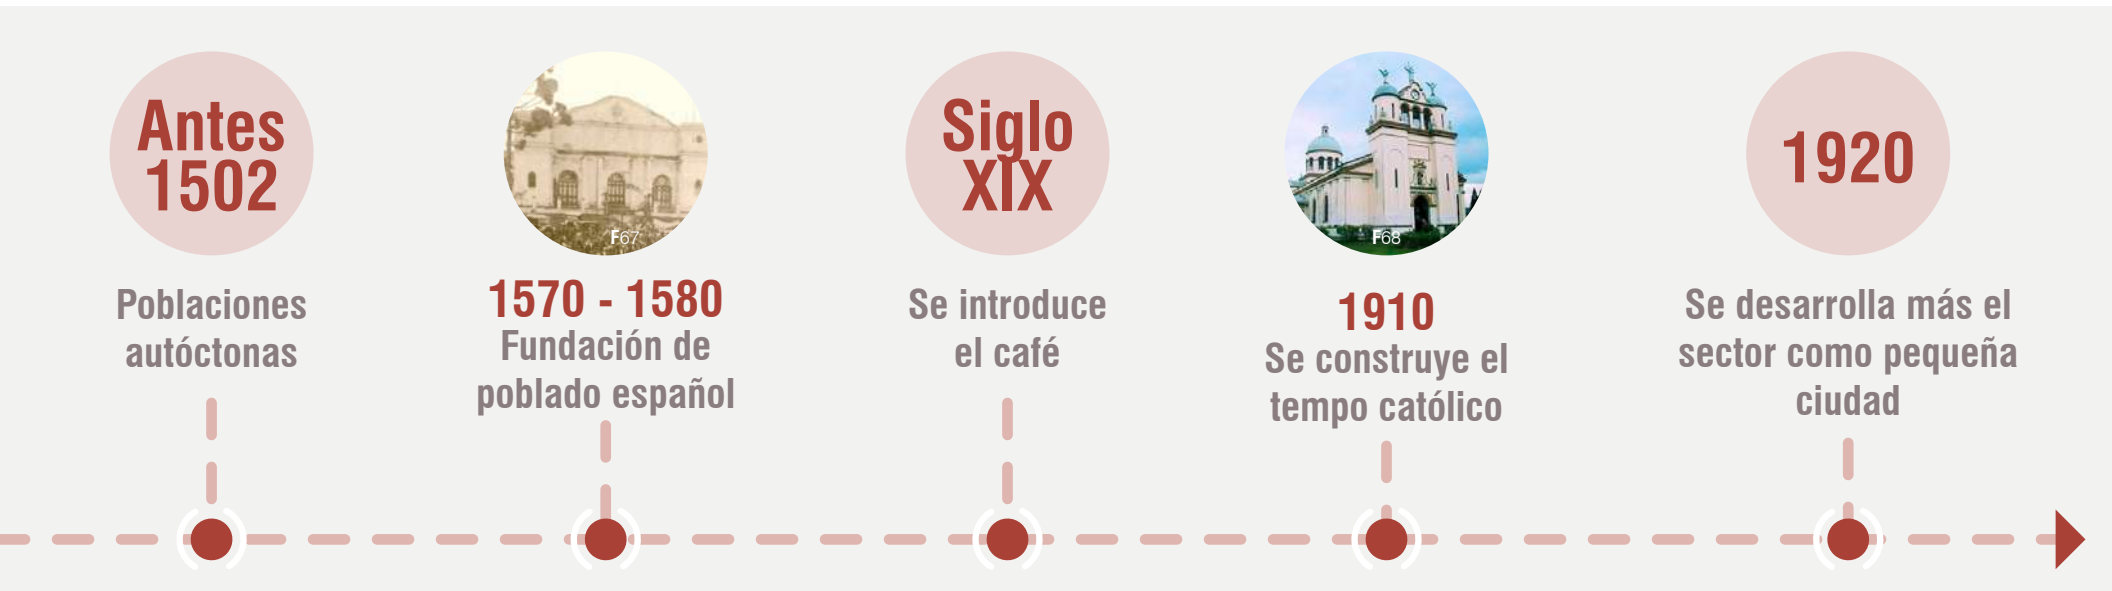 Antes
1502
Poblaciones
autóctonas
F67
1570 - 1580
Fundación de
poblado español
Siglo
XIX
Se introduce
el café
F68
1910
Se construye el
tempo católico
1920
Se desarrolla más el
sector como pequeña
ciudad